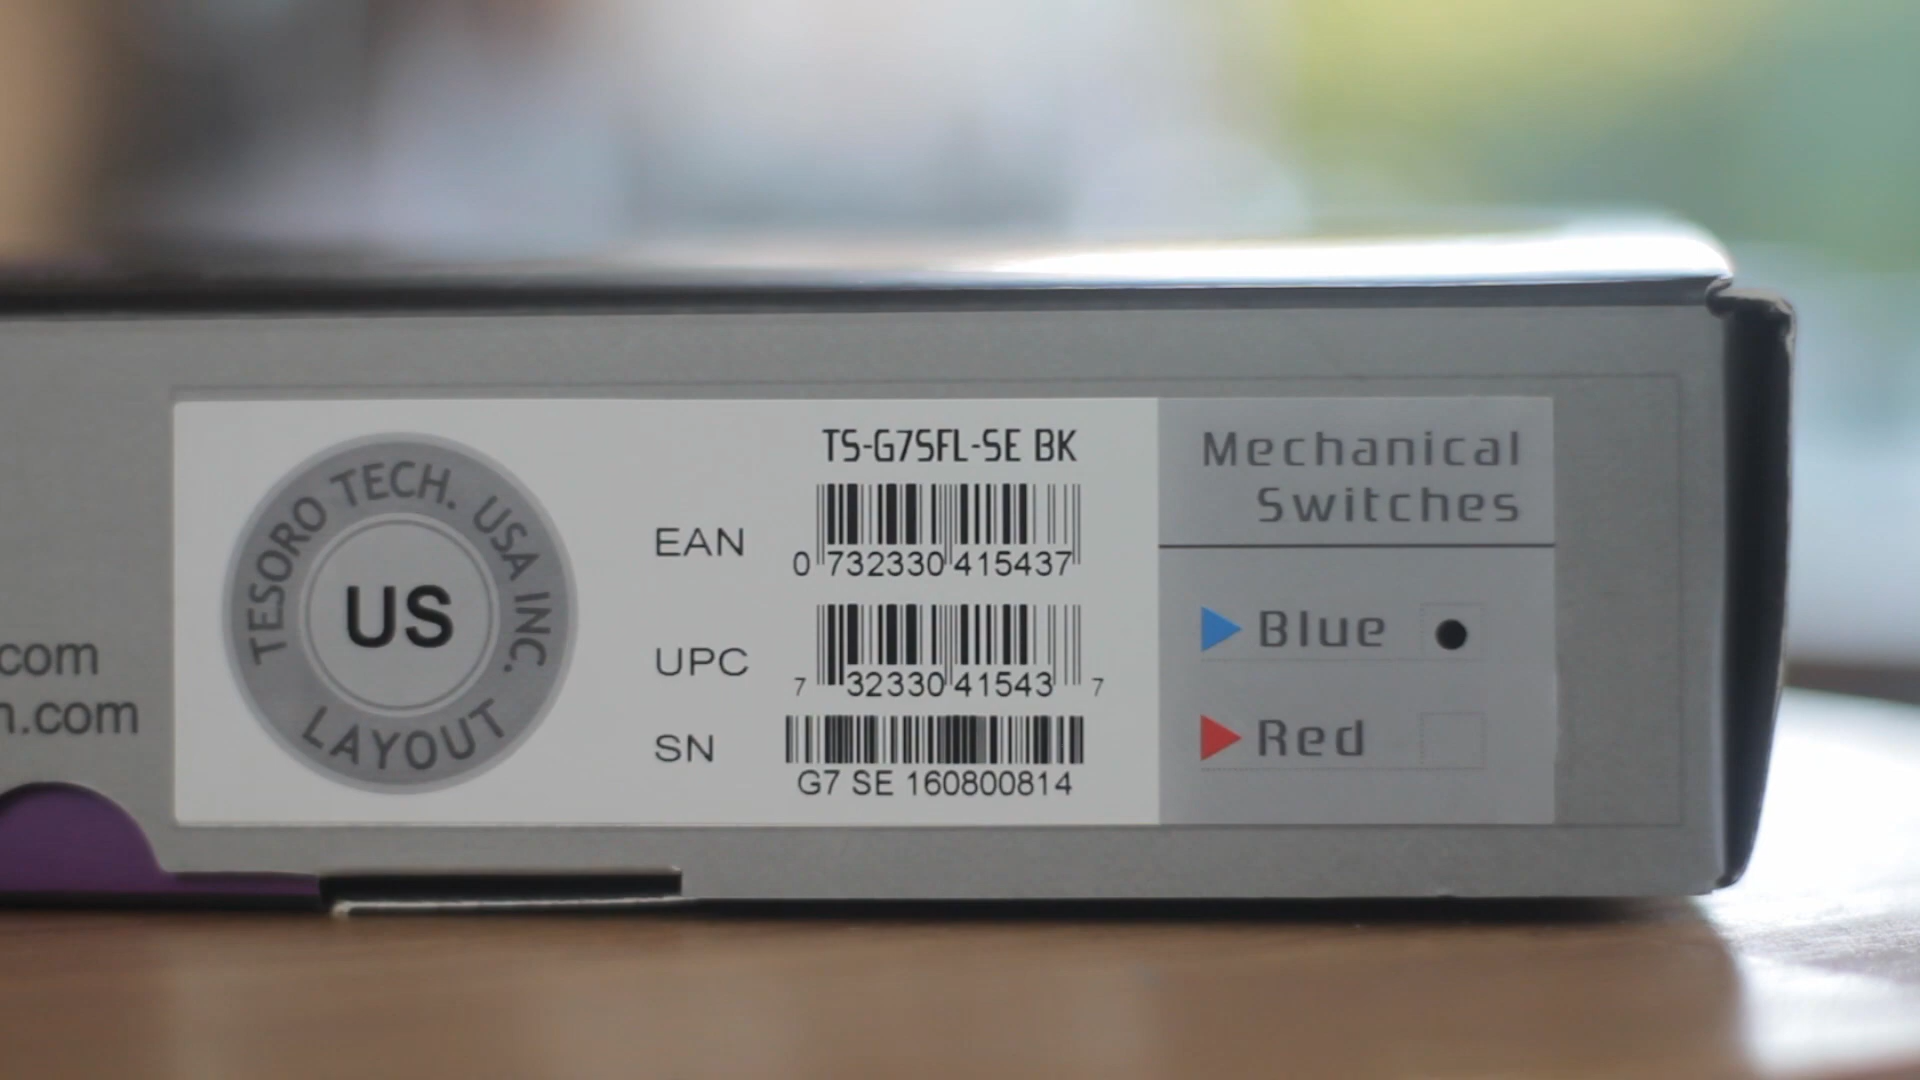 com
n.com
TESORO TECH. USA INC.
US
LAYOUT
TS-G7SFL-SE BK
EAN
0 732330 415437
UPC
7 32330 41543 7
SN
G7 SE 160800814
Mechanical
Switches
Blue
Red